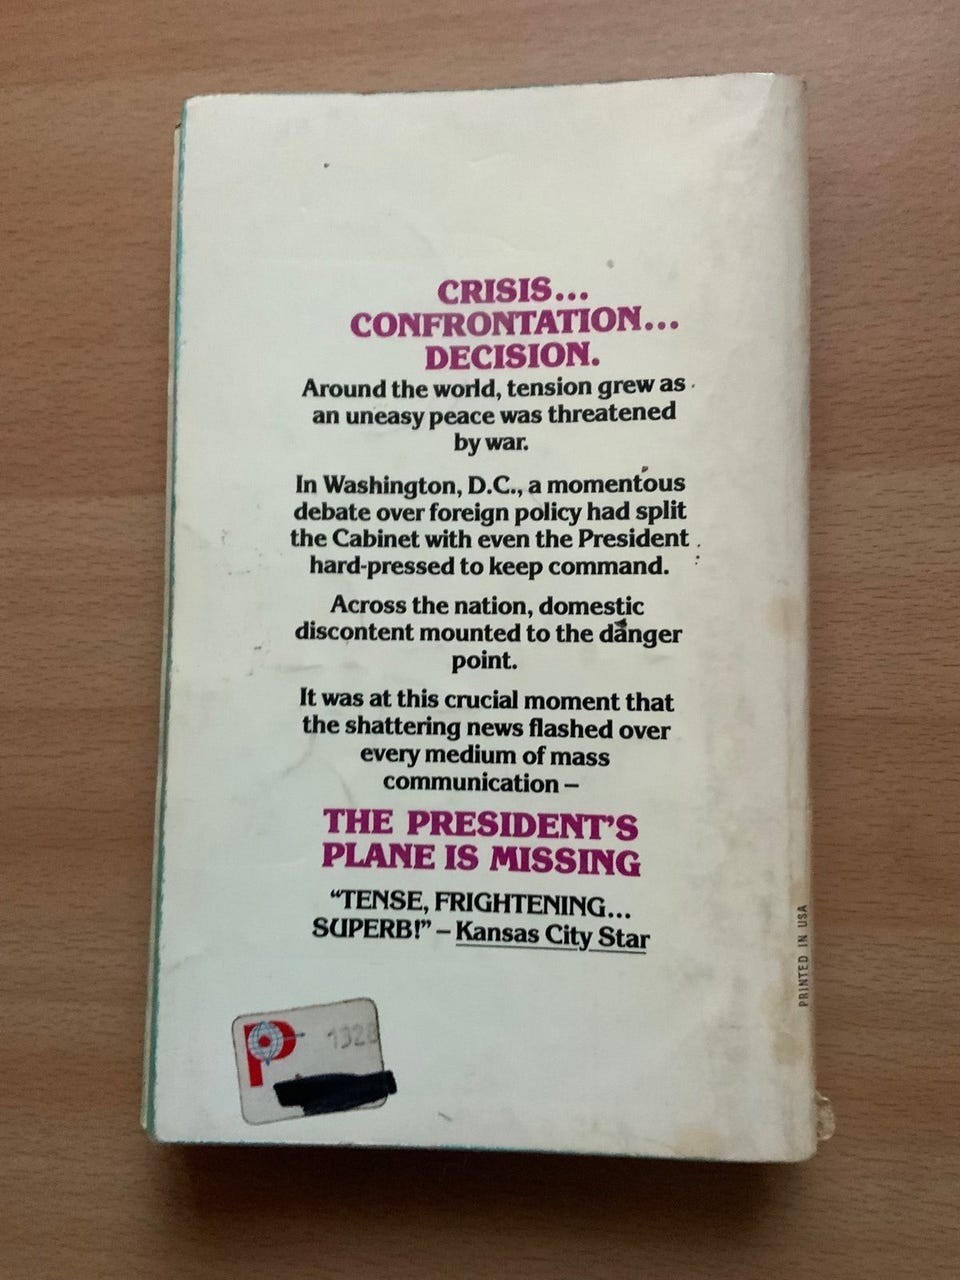 CRISIS...
CONFRONTATION...
DECISION.
Around the world, tension grew as
an uneasy peace was threatened
by war.
In Washington, D.C., a momentous
debate over foreign policy had split
the Cabinet with even the President
hard-pressed to keep command.
Across the nation, domestic
discontent mounted to the danger
point.
It was at this crucial moment that
the shattering news flashed over
every medium of mass
communication –
THE PRESIDENT'S
PLANE IS MISSING
“TENSE, FRIGHTENING...
SUPERB!” – Kansas City Star
PRINTED IN USA
P